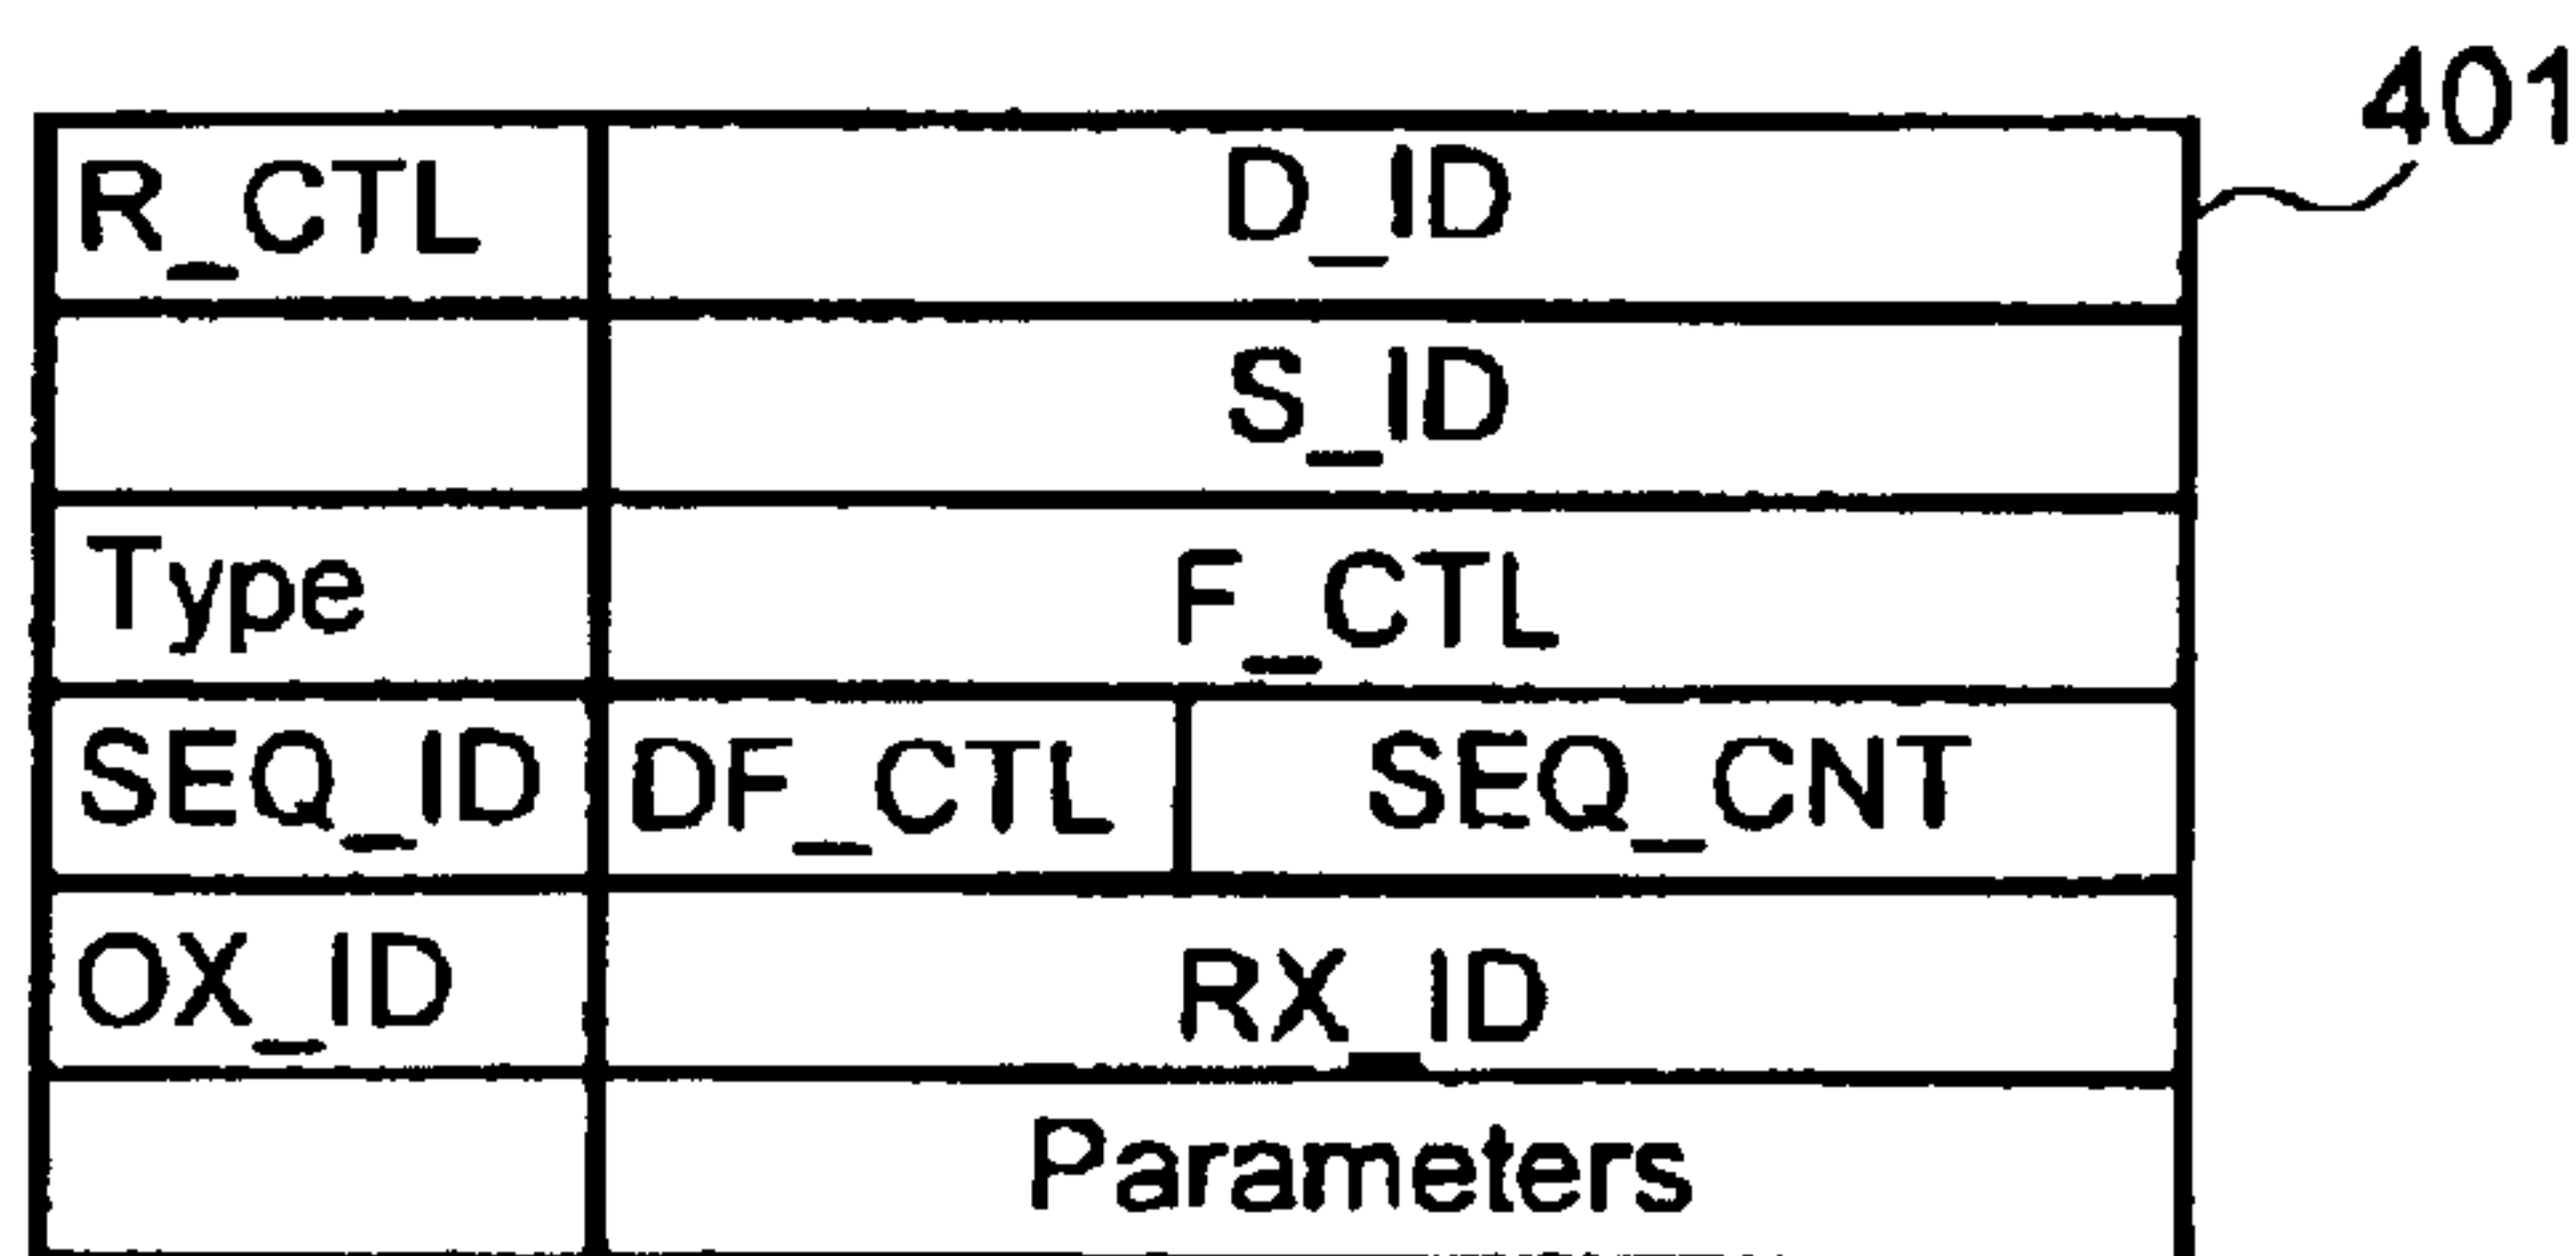 401
R_CTL D_ID
S_ID
Type F_CTL
SEQ_ID DF_CTL SEQ_CNT
OX_ID RX_ID
Parameters